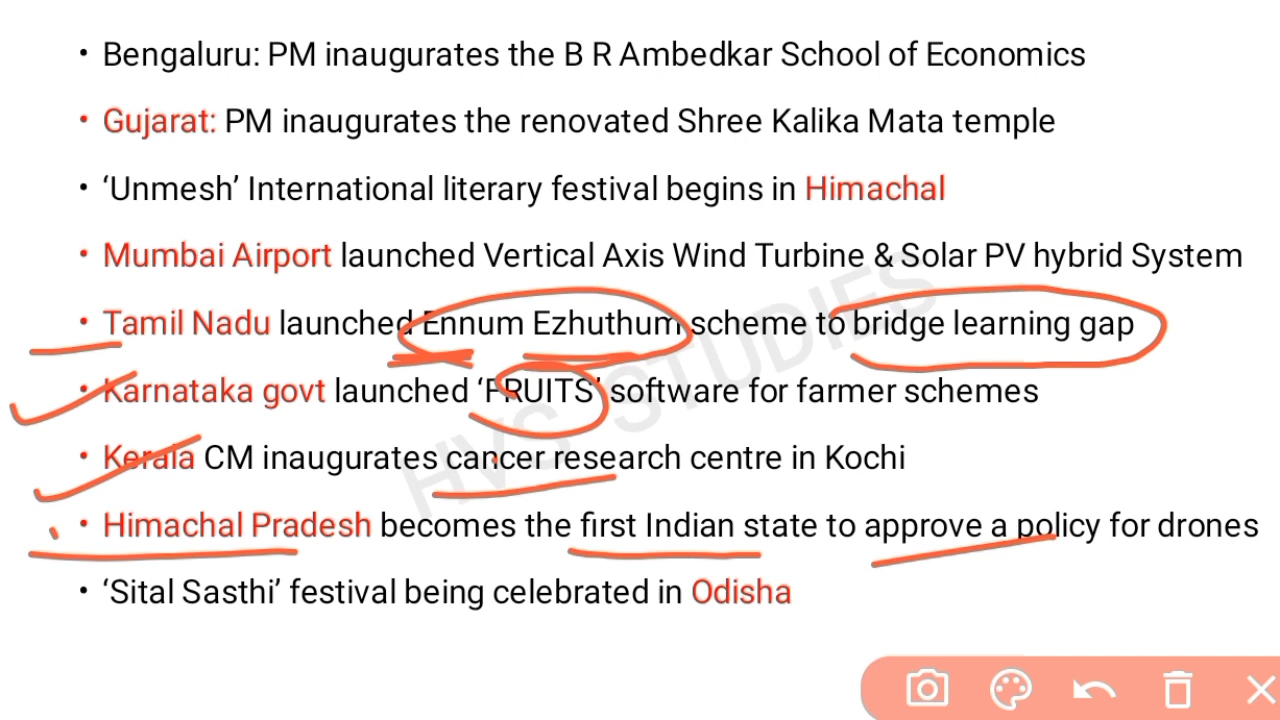 • Bengaluru: PM inaugurates the B R Ambedkar School of Economics
• Gujarat: PM inaugurates the renovated Shree Kalika Mata temple
• ‘Unmesh’ International literary festival begins in Himachal
• Mumbai Airport launched Vertical Axis Wind Turbine & Solar PV hybrid System
• Tamil Nadu launched Ennum Ezhuthum scheme to bridge learning gap
• Karnataka govt launched ‘FRUITS’ software for farmer schemes
• Kerala CM inaugurates cancer research centre in Kochi
• Himachal Pradesh becomes the first Indian state to approve a policy for drones
• ‘Sital Sasthi’ festival being celebrated in Odisha
HVS STUDIES